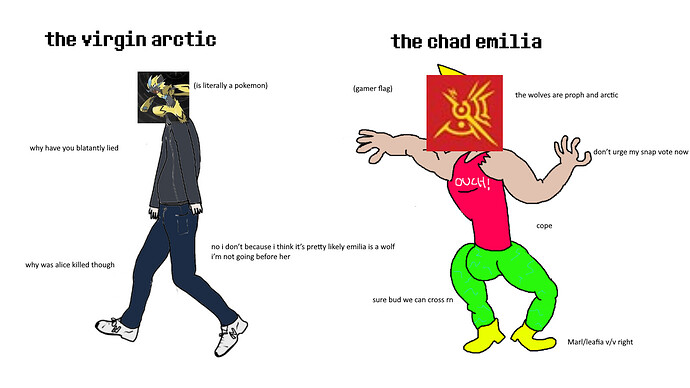 the virgin arctic
(is literally a pokemon)
why have you blatantly lied
no i don't because i think it's pretty likely emilia is a wolf
i'm not going before her
why was alice killed though
the chad emilia
(gamer flag)
the wolves are proph and arctic
don't urge my snap vote now
OUCH!
cope
sure bud we can cross rn
Marl/leafia v/v right